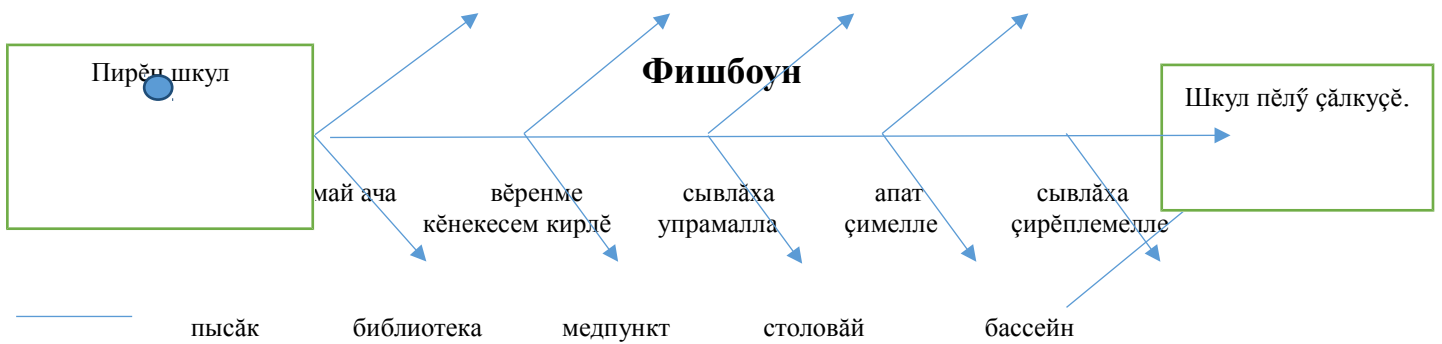 Фишбоун
Пирĕн шкул
Шкул пĕлӳ çăлкуçĕ.
май ача вĕренме сывлăха апат сывлăха
кĕнекесем кирлĕ упрамалла çимелле çирĕплемелле
пысăк библиотека медпункт столовăй бассейн